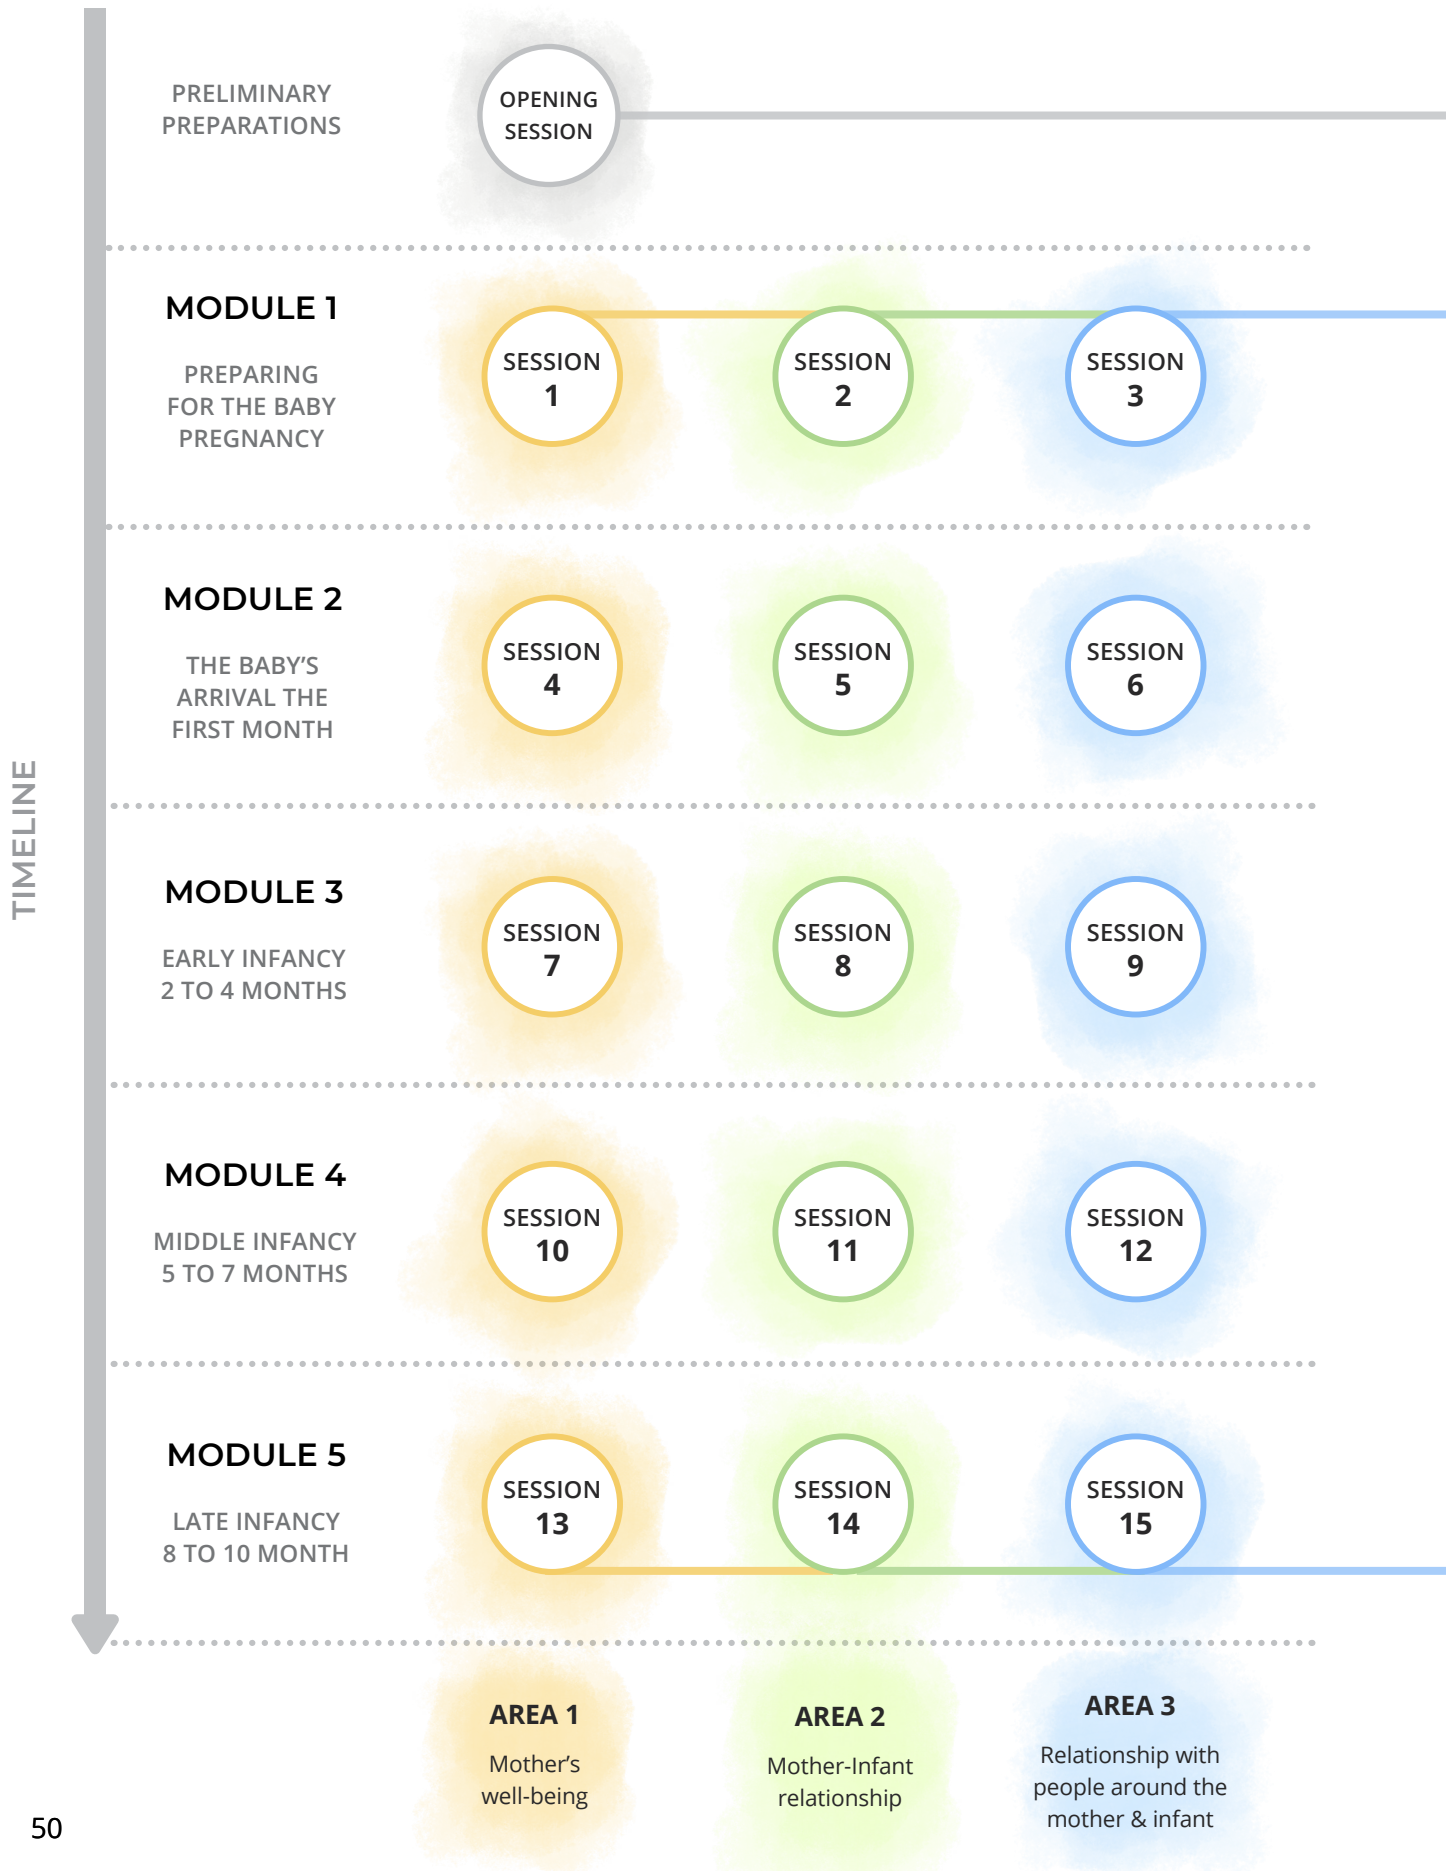 PRELIMINARY
PREPARATIONS
OPENING
SESSION
MODULE 1
PREPARING
FOR THE BABY
PREGNANCY
SESSION
1
SESSION
2
SESSION
3
MODULE 2
THE BABY’S
ARRIVAL THE
FIRST MONTH
SESSION
4
SESSION
5
SESSION
6
TIMELINE
MODULE 3
EARLY INFANCY
2 TO 4 MONTHS
SESSION
7
SESSION
8
SESSION
9
MODULE 4
MIDDLE INFANCY
5 TO 7 MONTHS
SESSION
10
SESSION
11
SESSION
12
MODULE 5
LATE INFANCY
8 TO 10 MONTH
SESSION
13
SESSION
14
SESSION
15
AREA 1
Mother’s
well-being
AREA 2
Mother-Infant
relationship
AREA 3
Relationship with
people around the
mother & infant
50